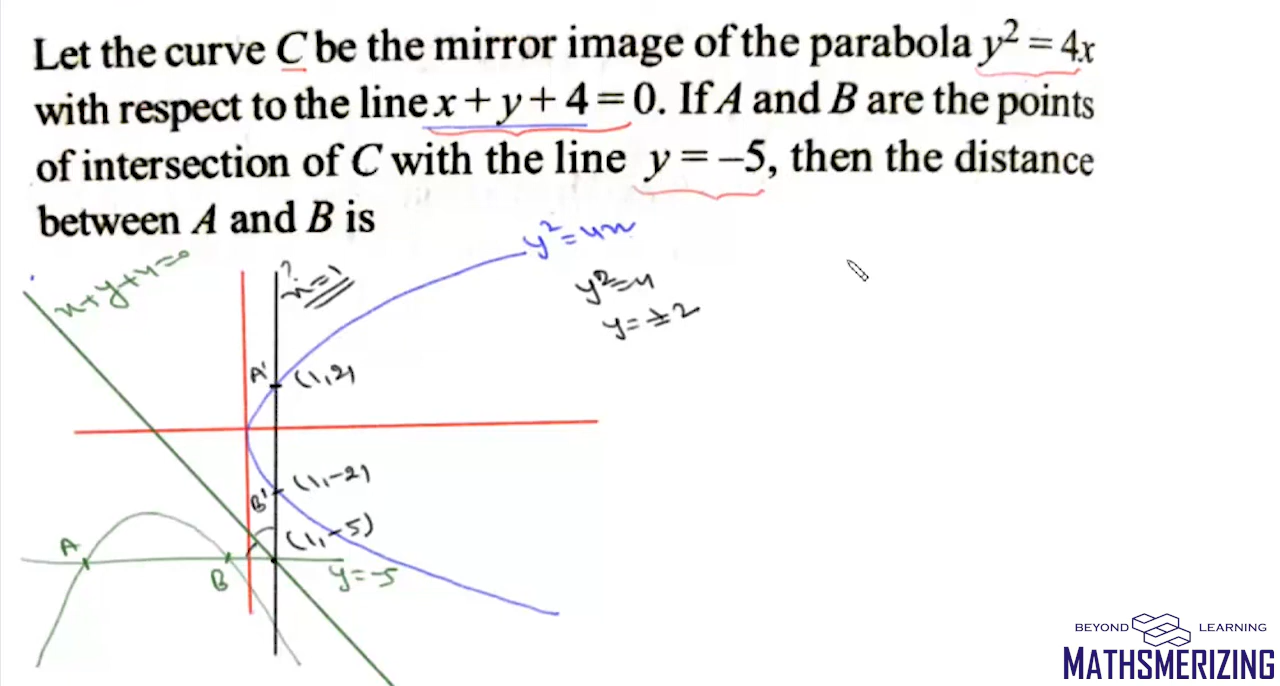 Let the curve C be the mirror image of the parabola y² = 4x
with respect to the line x + y + 4 = 0. If A and B are the points
of intersection of C with the line y = –5, then the distance
between A and B is
x+y+4=0
x=1
y²=4x
y²=4
y=±2
A' (1,2)
B' (1,-2)
(1,-5)
A
B
y=-5
BEYOND LEARNING
MATHSMERIZING